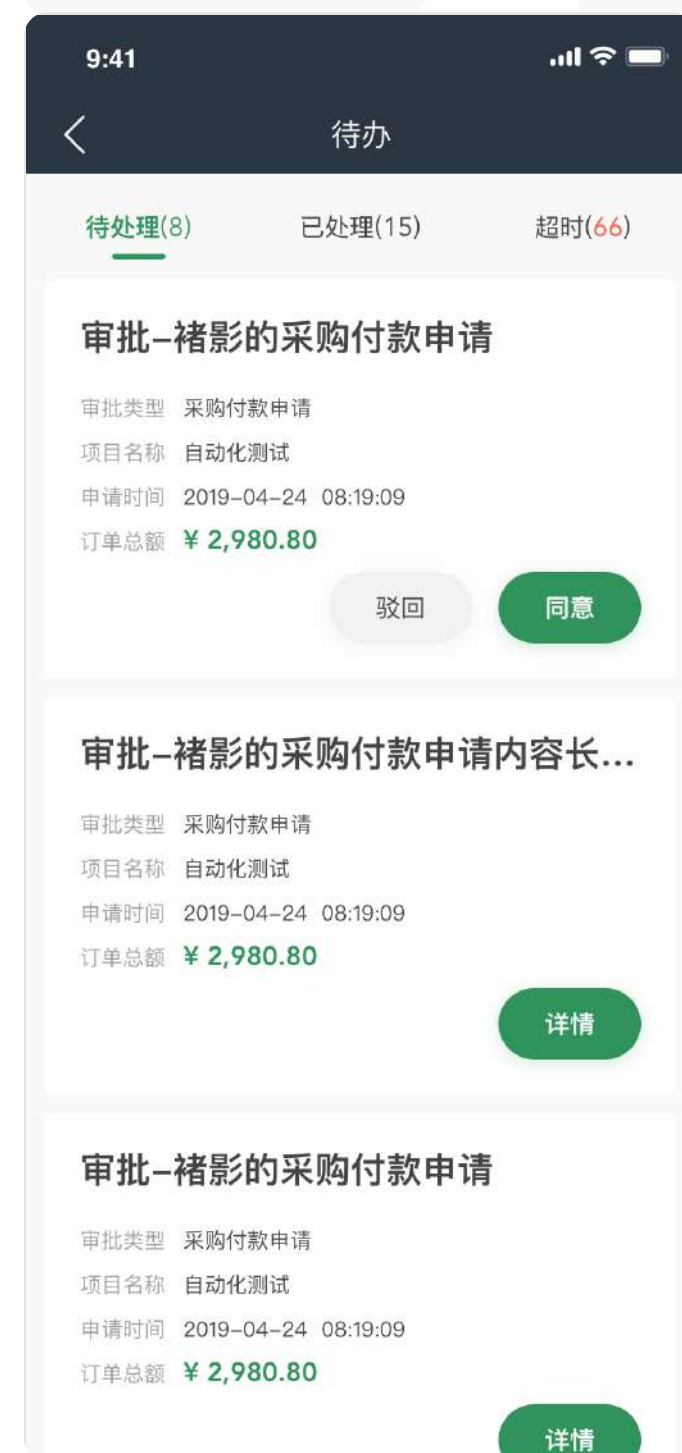 9:41
待办
待处理(8) 已处理(15) 超时(66)
审批–褚影的采购付款申请
审批类型 采购付款申请
项目名称 自动化测试
申请时间 2019–04–24 08:19:09
订单总额 ¥ 2,980.80
驳回 同意
审批–褚影的采购付款申请内容长...
审批类型 采购付款申请
项目名称 自动化测试
申请时间 2019–04–24 08:19:09
订单总额 ¥ 2,980.80
详情
审批–褚影的采购付款申请
审批类型 采购付款申请
项目名称 自动化测试
申请时间 2019–04–24 08:19:09
订单总额 ¥ 2,980.80
详情